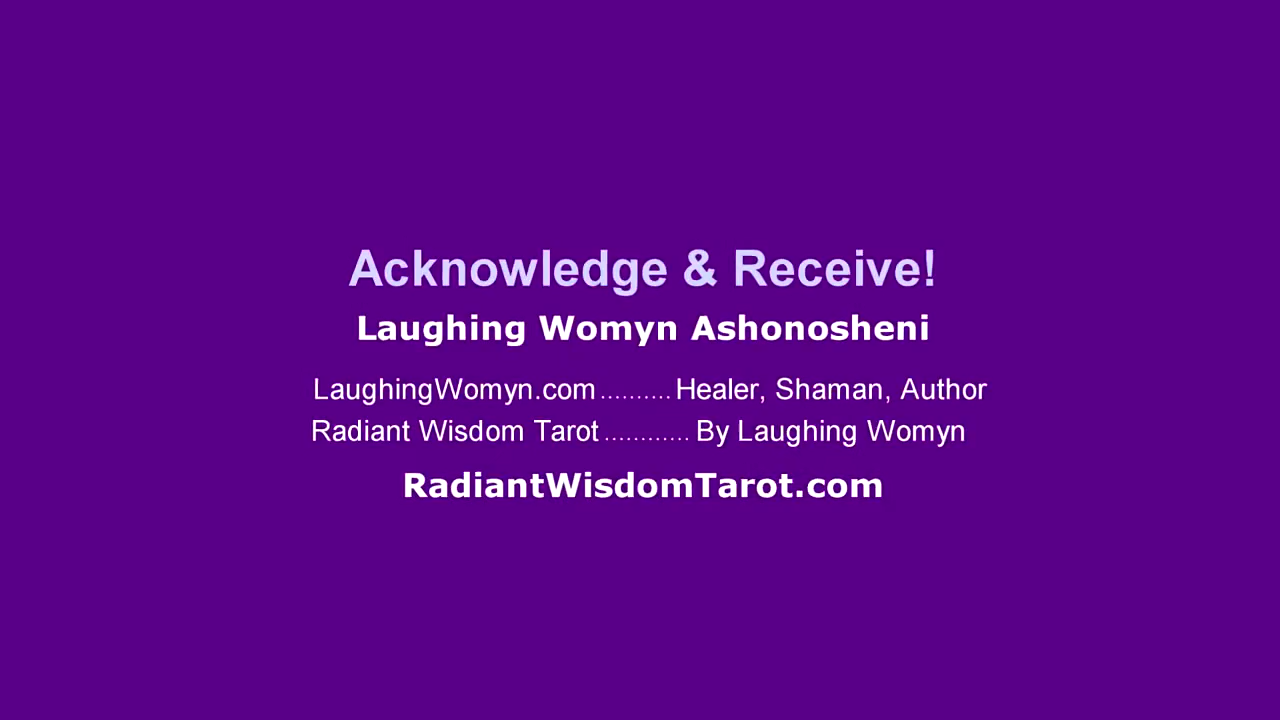 Acknowledge & Receive!
Laughing Womyn Ashonosheni
LaughingWomyn.com..........Healer, Shaman, Author
Radiant Wisdom Tarot............ By Laughing Womyn
RadiantWisdomTarot.com